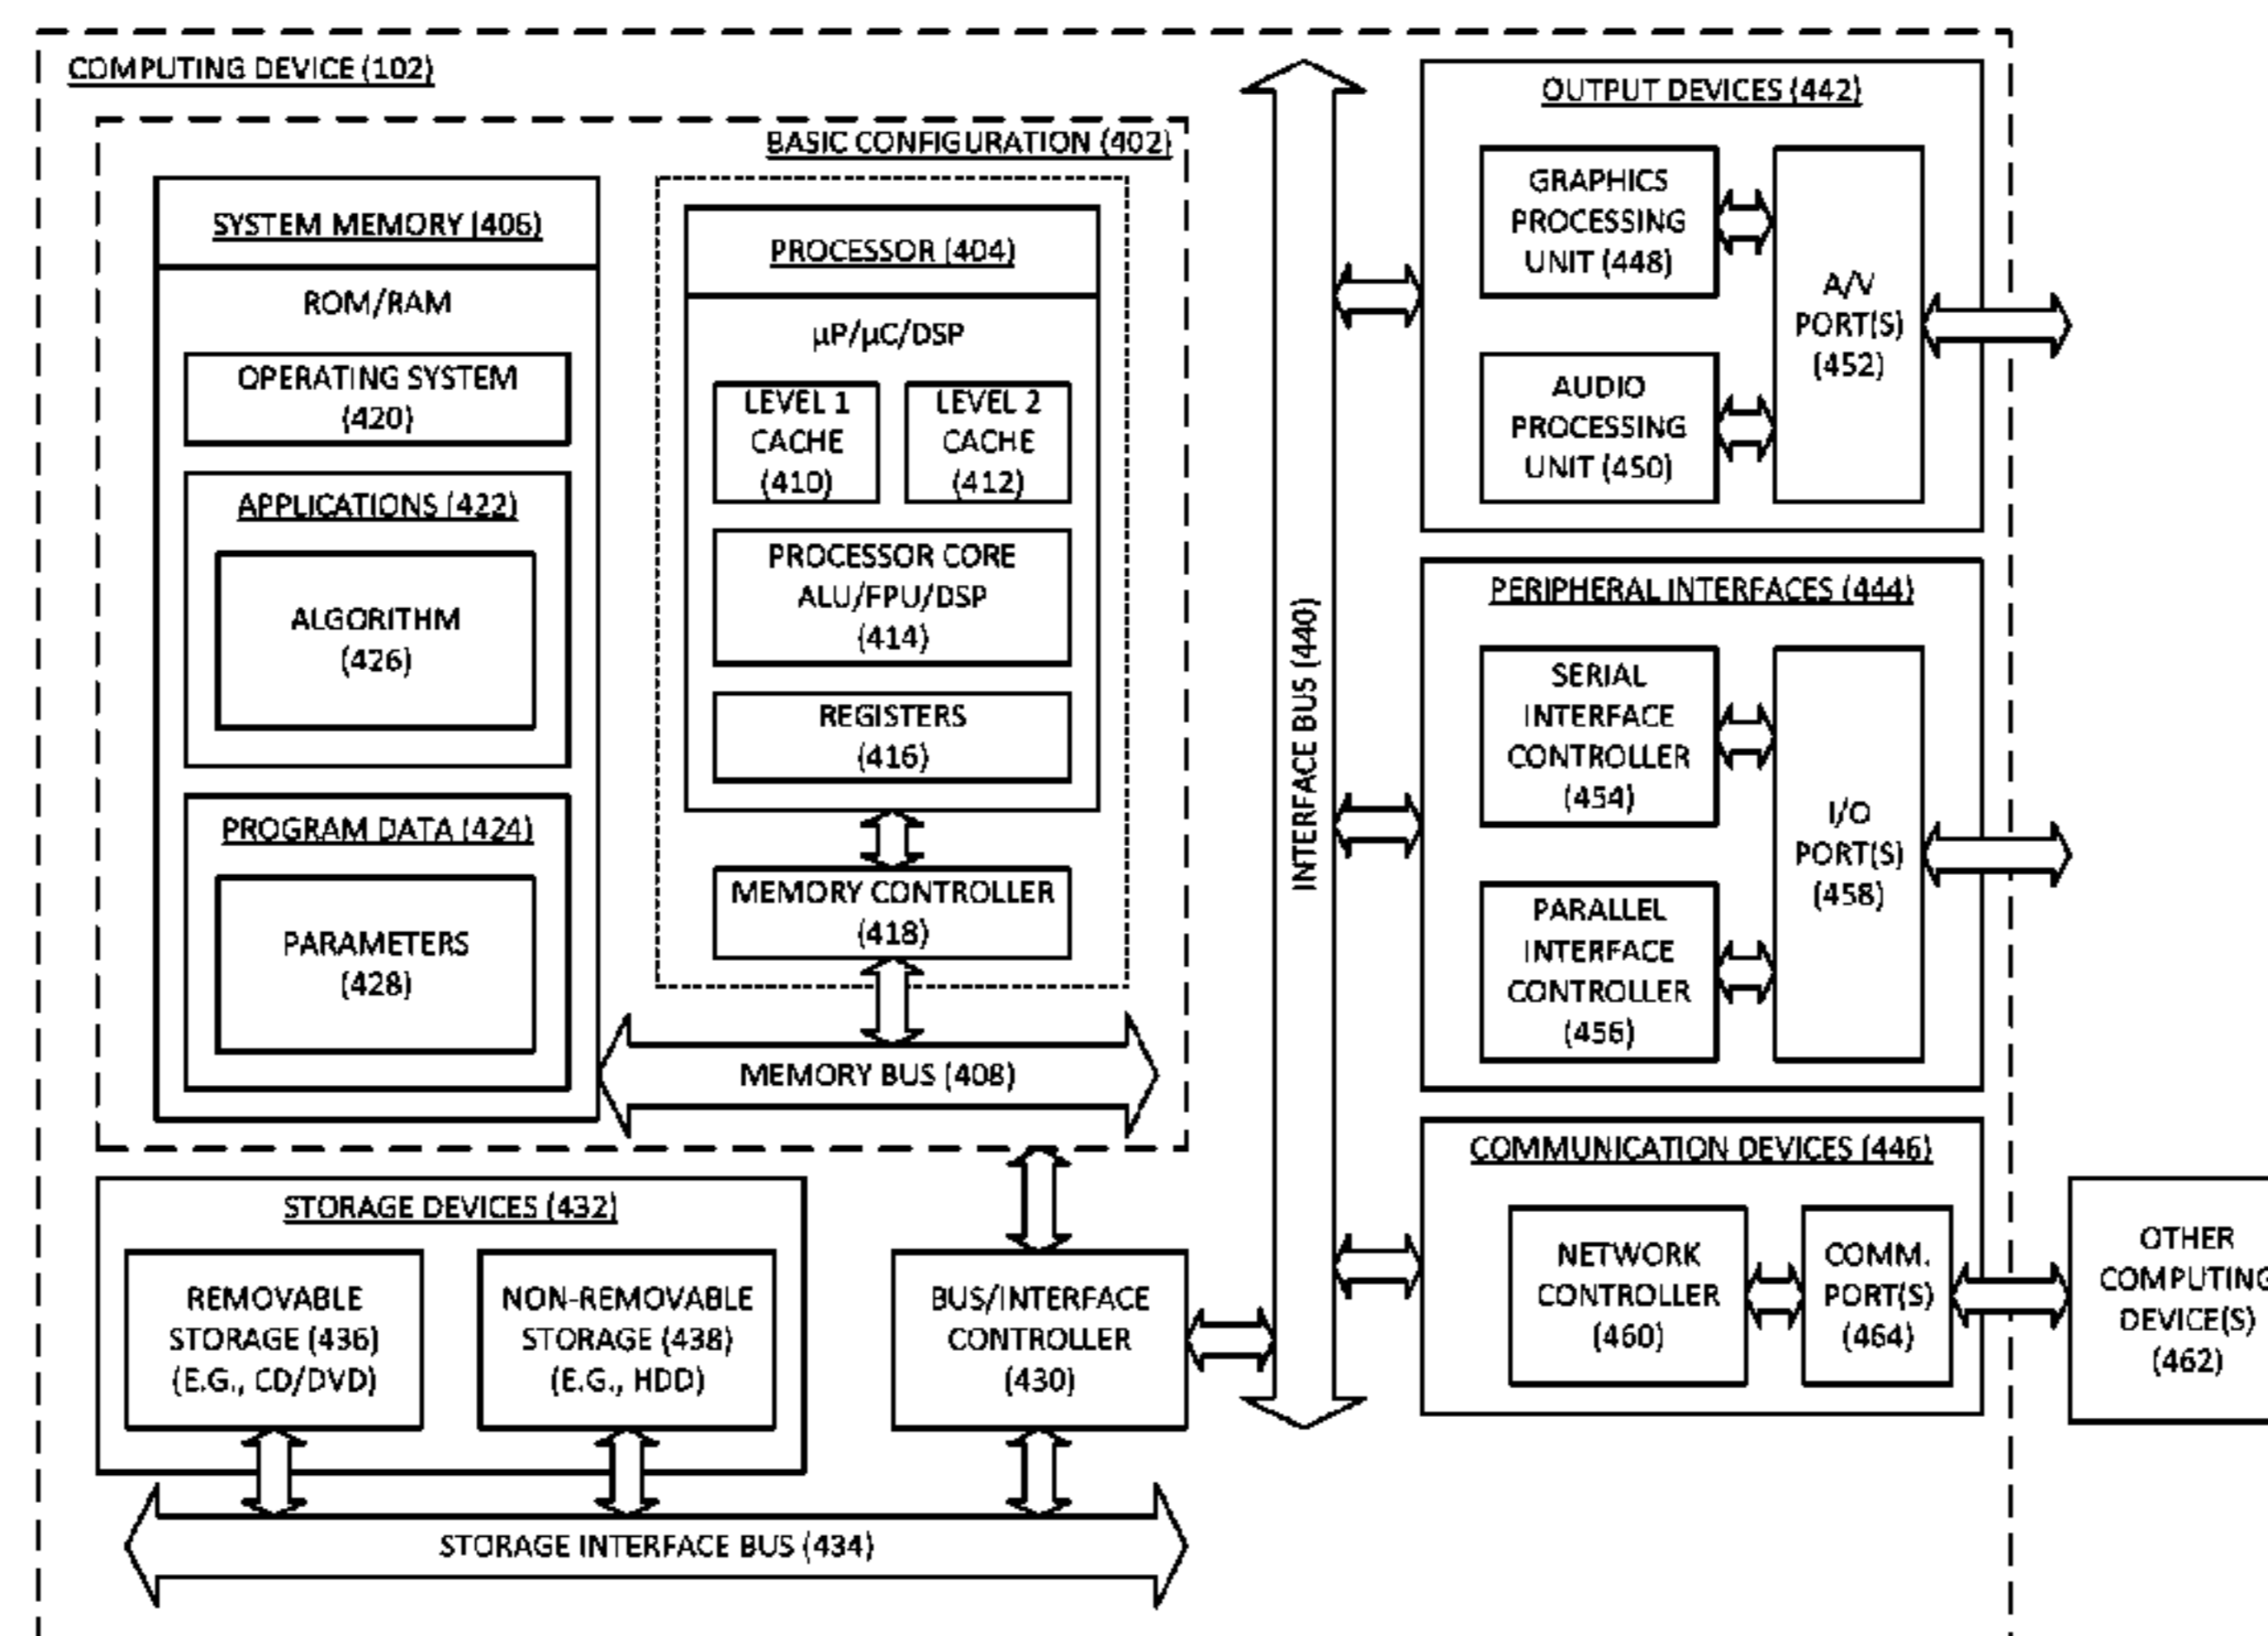 COMPUTING DEVICE (102)
BASIC CONFIGURATION (402)
SYSTEM MEMORY (406)
ROM/RAM
OPERATING SYSTEM
(420)
APPLICATIONS (422)
ALGORITHM
(426)
PROGRAM DATA (424)
PARAMETERS
(428)
PROCESSOR (404)
µP/µC/DSP
LEVEL 1
CACHE
(410)
LEVEL 2
CACHE
(412)
PROCESSOR CORE
ALU/FPU/DSP
(414)
REGISTERS
(416)
MEMORY CONTROLLER
(418)
MEMORY BUS (408)
STORAGE DEVICES (432)
REMOVABLE
STORAGE (436)
(E.G., CD/DVD)
NON-REMOVABLE
STORAGE (438)
(E.G., HDD)
BUS/INTERFACE
CONTROLLER
(430)
STORAGE INTERFACE BUS (434)
INTERFACE BUS (440)
OUTPUT DEVICES (442)
GRAPHICS
PROCESSING
UNIT (448)
AUDIO
PROCESSING
UNIT (450)
A/V
PORT(S)
(452)
PERIPHERAL INTERFACES (444)
SERIAL
INTERFACE
CONTROLLER
(454)
PARALLEL
INTERFACE
CONTROLLER
(456)
I/O
PORT(S)
(458)
COMMUNICATION DEVICES (446)
NETWORK
CONTROLLER
(460)
COMM.
PORT(S)
(464)
OTHER
COMPUTING
DEVICE(S)
(462)